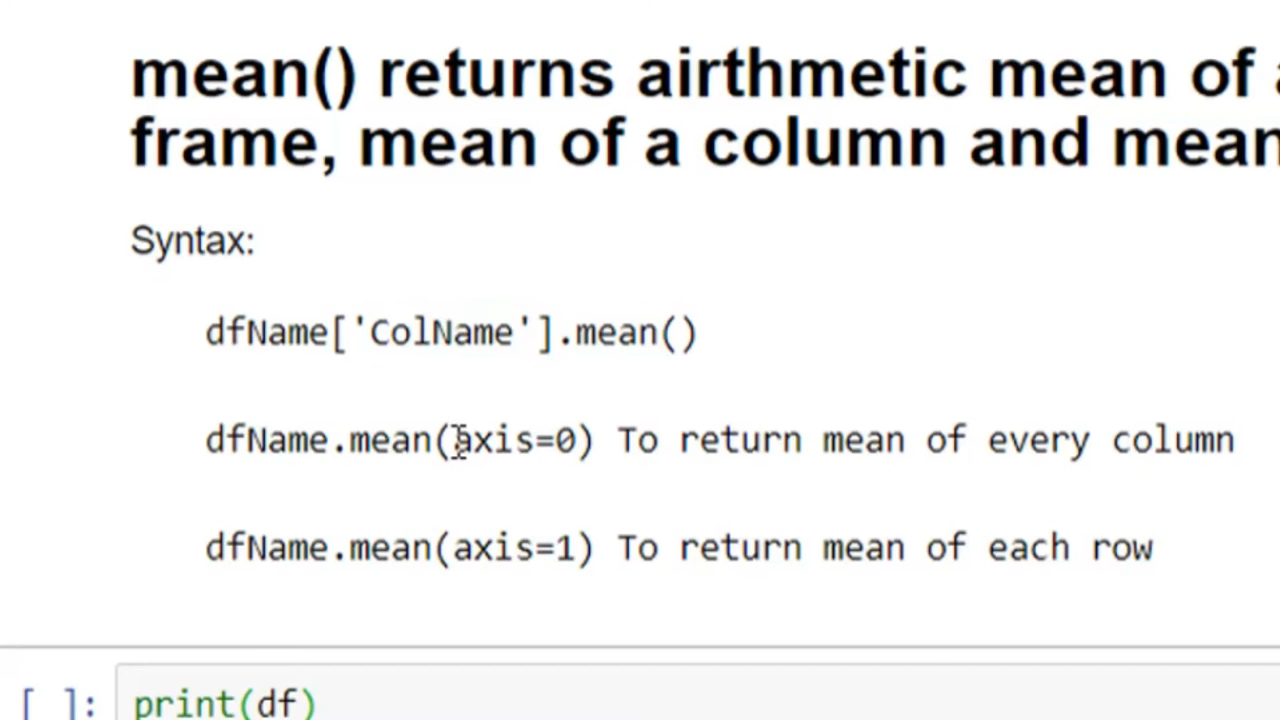 mean() returns airthmetic mean of
frame, mean of a column and mean
Syntax:
dfName['ColName'].mean()
dfName.mean(axis=0) To return mean of every column
dfName.mean(axis=1) To return mean of each row
[ ]: print(df)